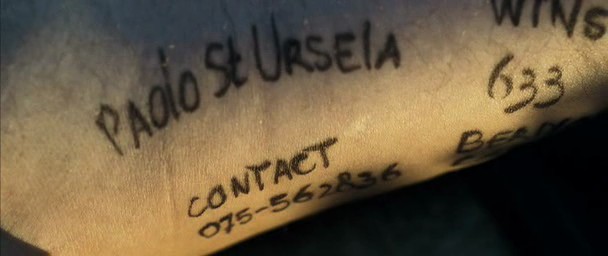 PAOlO St URSElA
CONTACT
075-562836
WINs
633